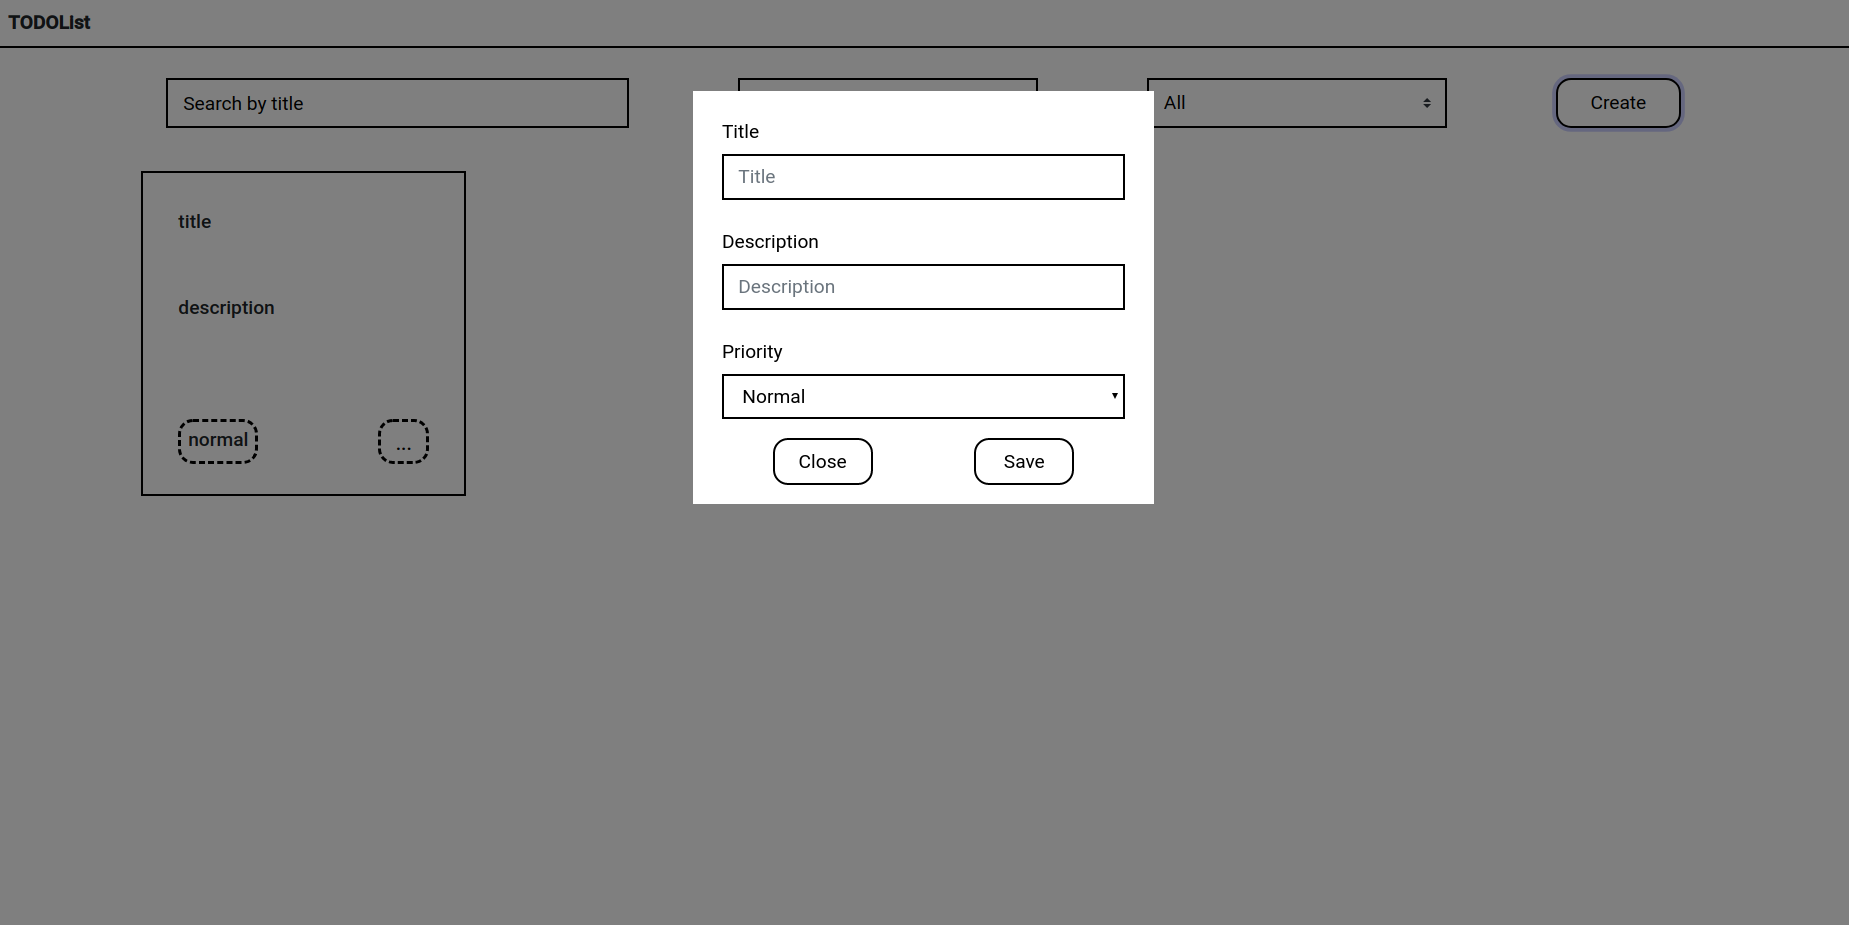 TODOList
Search by title
All
Create
title
description
normal
...
Title
Title
Description
Description
Priority
Normal
Close
Save